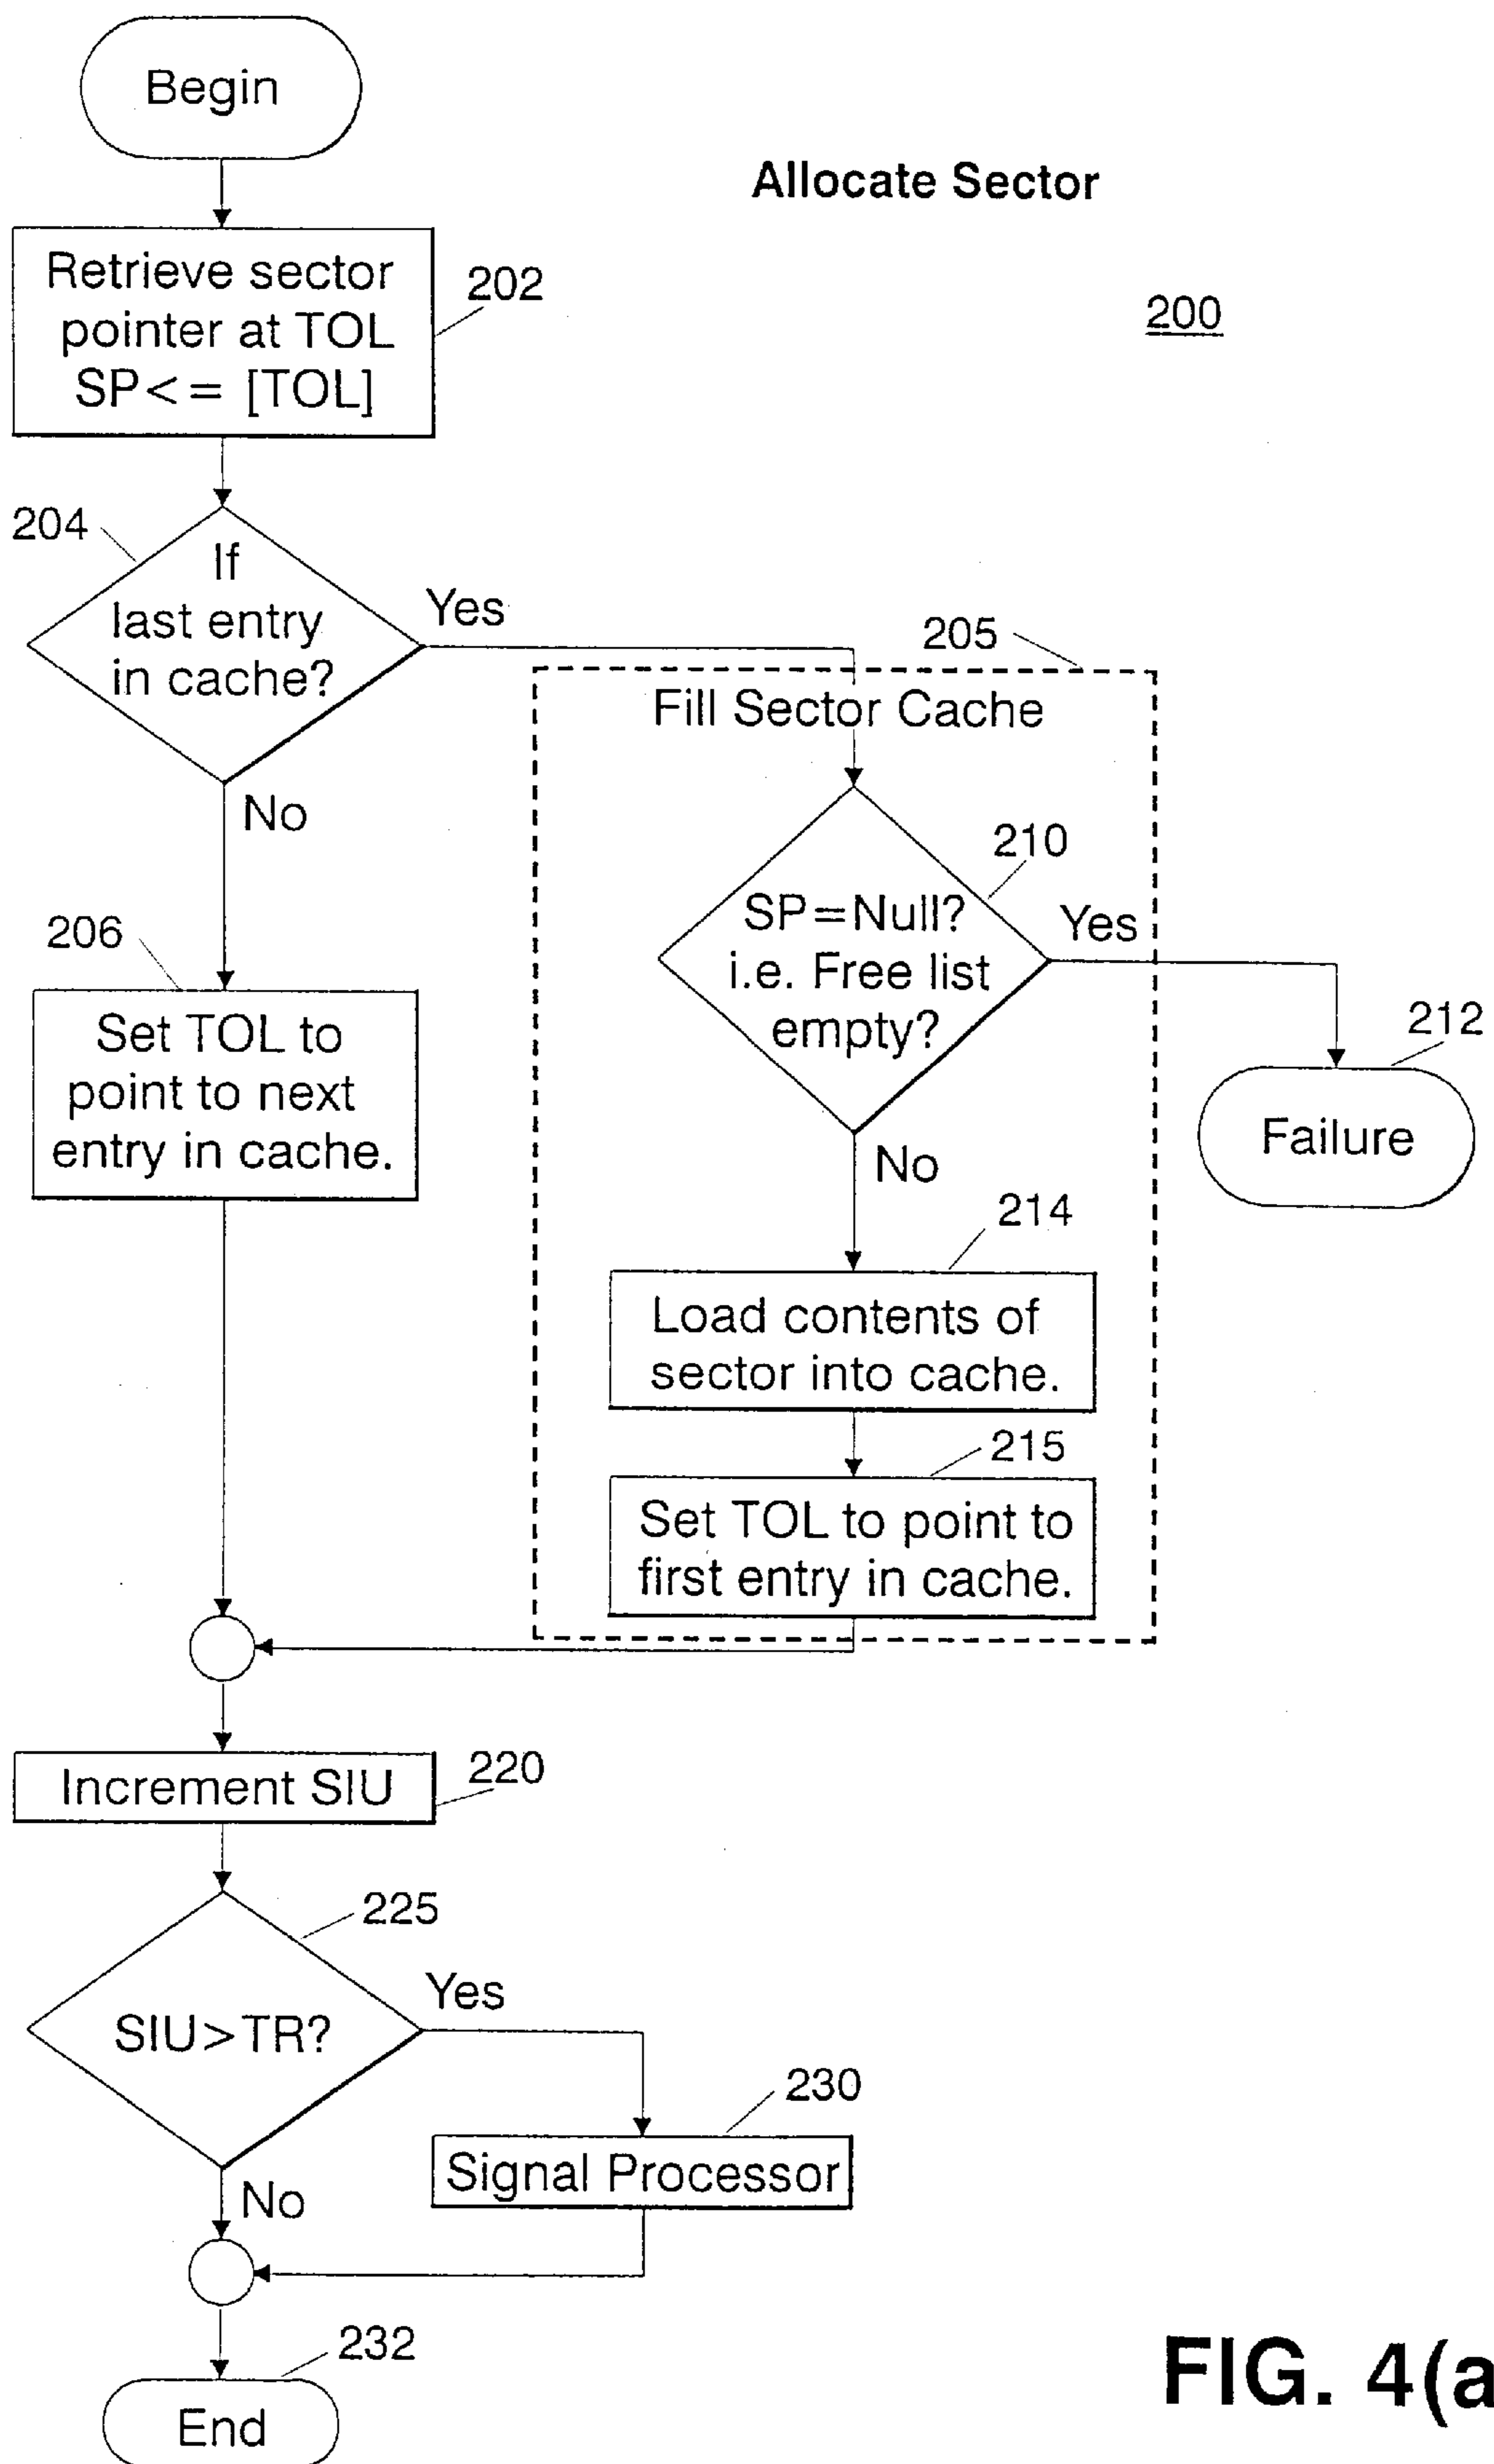 Begin
Allocate Sector
200
Retrieve sector
pointer at TOL
SP<= [TOL]
202
204
If
last entry
in cache?
Yes
No
205
Fill Sector Cache
210
SP=Null?
i.e. Free list
empty?
Yes
No
206
Set TOL to
point to next
entry in cache.
212
Failure
214
Load contents of
sector into cache.
215
Set TOL to point to
first entry in cache.
Increment SIU
220
225
SIU>TR?
Yes
No
230
Signal Processor
232
End
FIG. 4(a